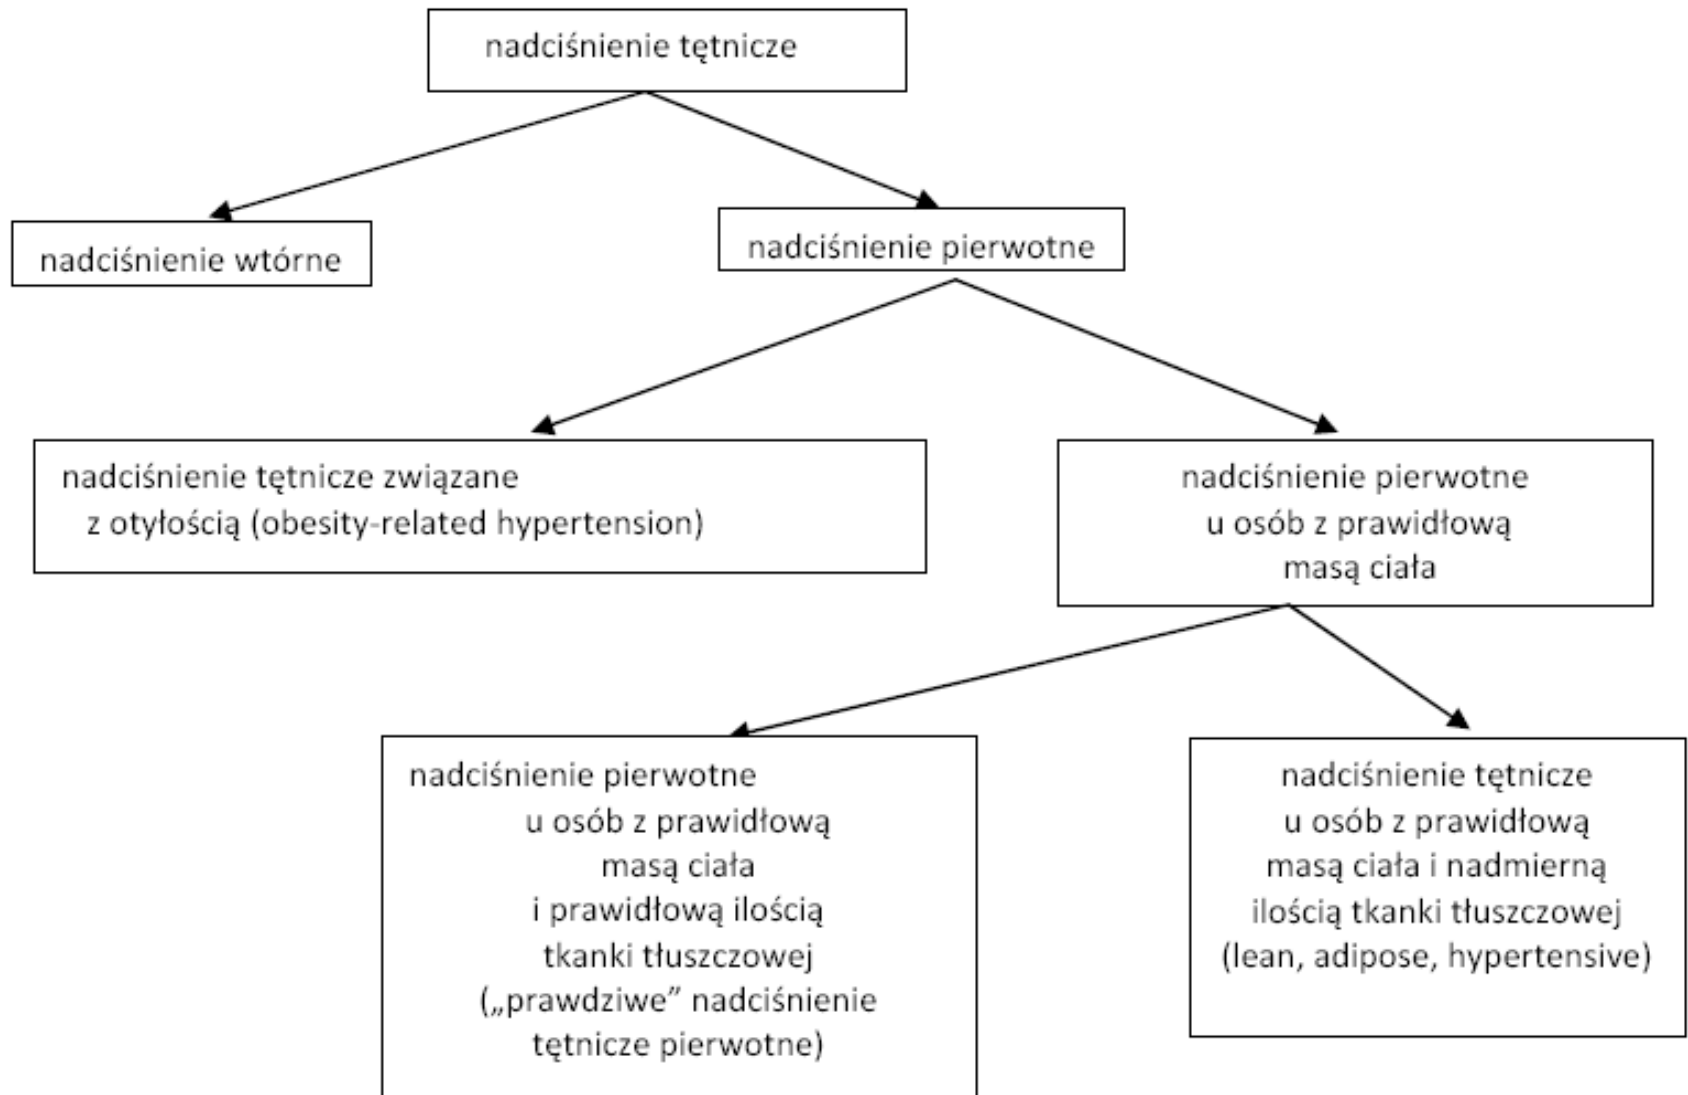 nadciśnienie tętnicze
nadciśnienie wtórne
nadciśnienie pierwotne
nadciśnienie tętnicze związane
z otyłością (obesity-related hypertension)
nadciśnienie pierwotne
u osób z prawidłową
masą ciała
nadciśnienie pierwotne
u osób z prawidłową
masą ciała
i prawidłową ilością
tkanki tłuszczowej
(„prawdziwe” nadciśnienie
tętnicze pierwotne)
nadciśnienie tętnicze
u osób z prawidłową
masą ciała i nadmierną
ilością tkanki tłuszczowej
(lean, adipose, hypertensive)